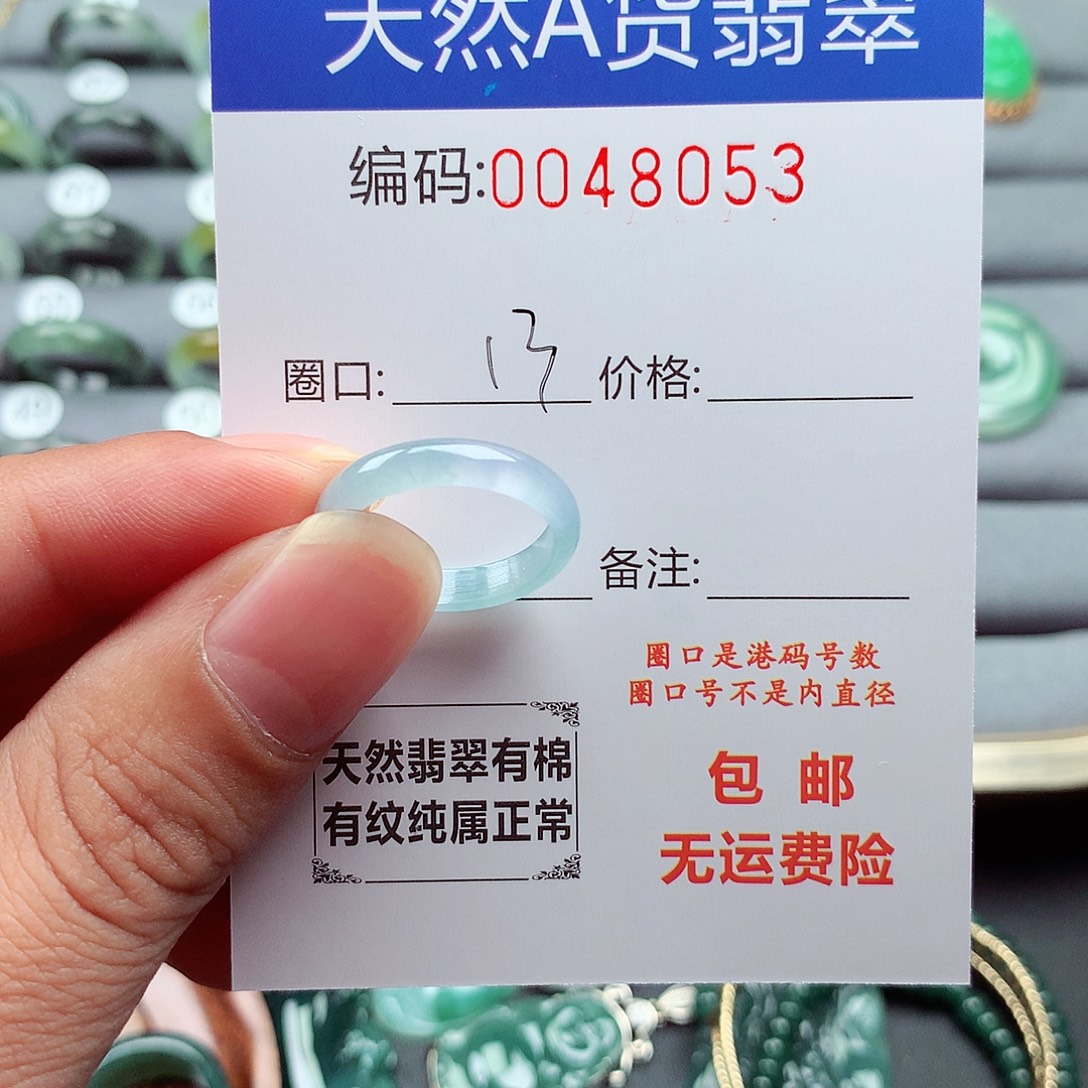 天然A货翡翠
编码:0048053
圈口: 13 价格:
备注:
圈口是港码号数
圈口号不是内直径
天然翡翠有棉
有纹纯属正常
包 邮
无运费险